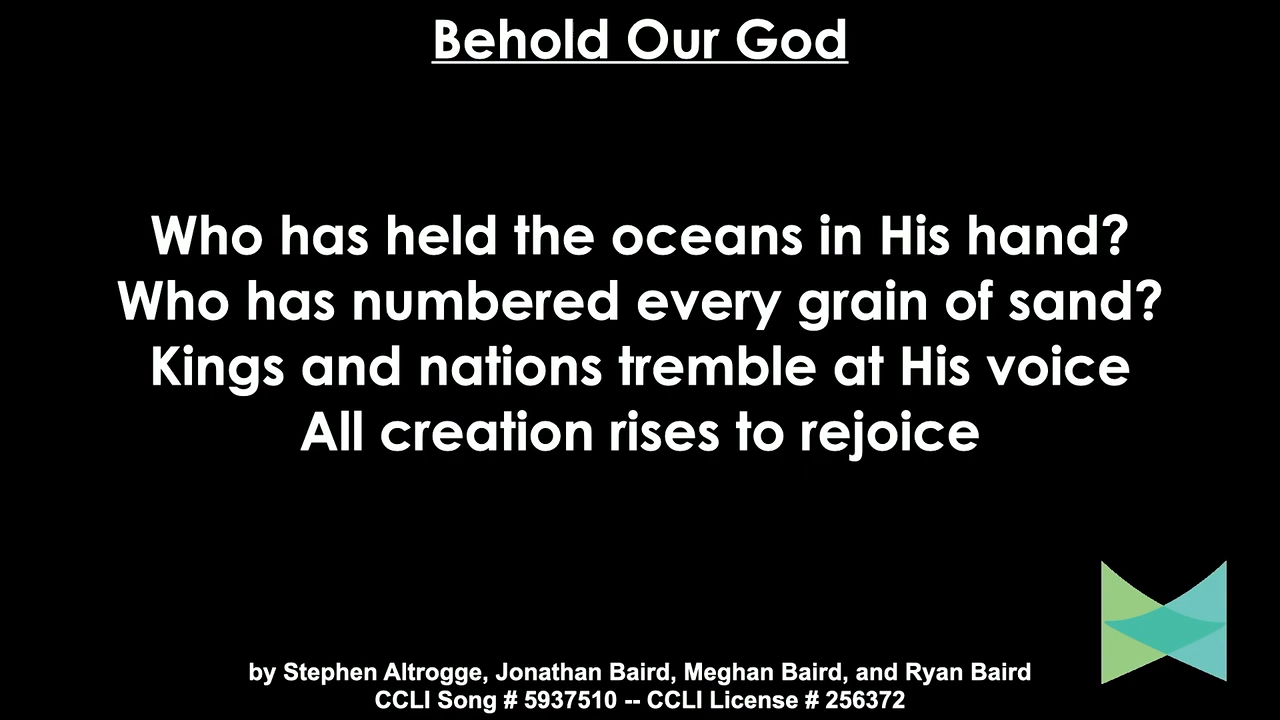 Behold Our God
Who has held the oceans in His hand?
Who has numbered every grain of sand?
Kings and nations tremble at His voice
All creation rises to rejoice
by Stephen Altrogge, Jonathan Baird, Meghan Baird, and Ryan Baird
CCLI Song # 5937510 -- CCLI License # 256372